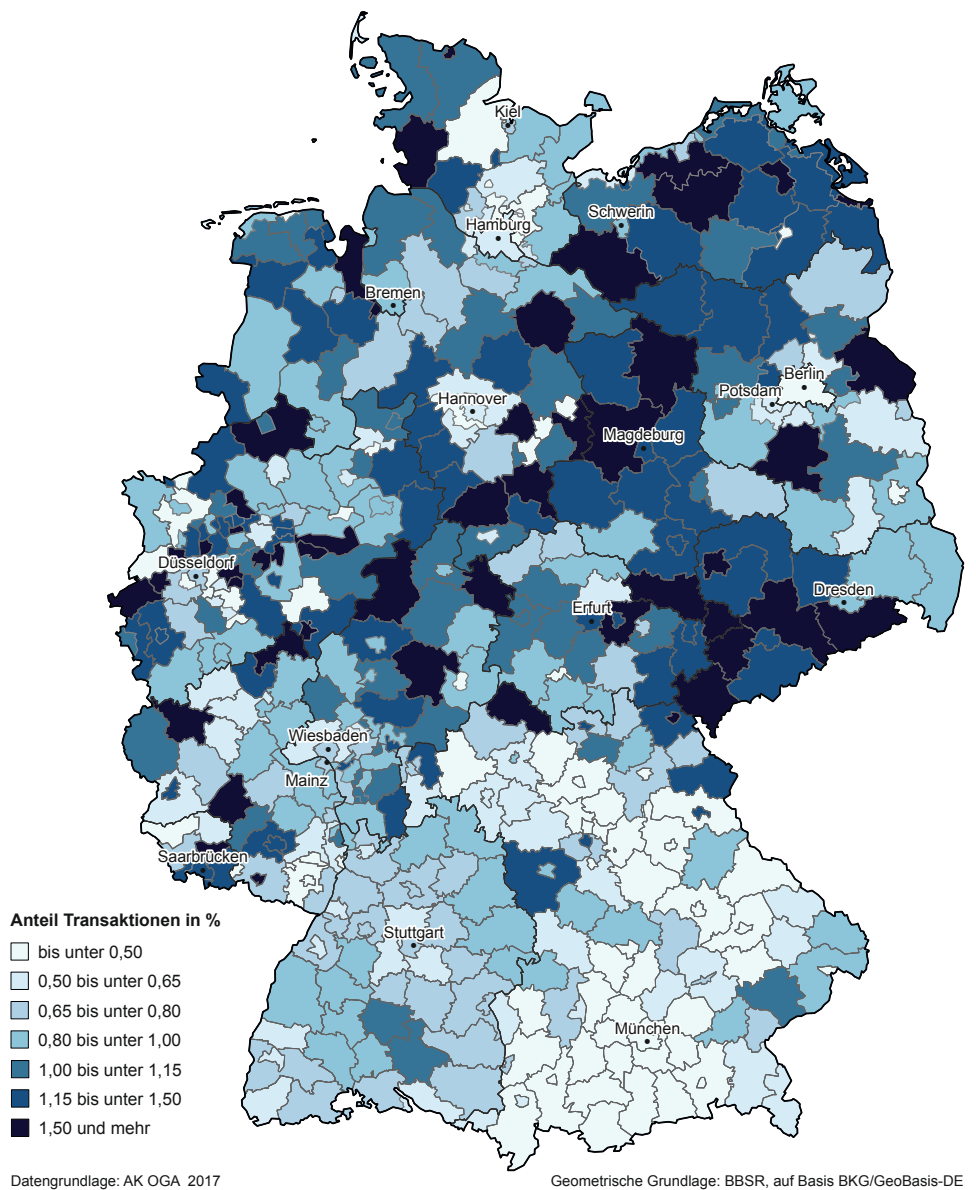 Kiel
Schwerin
Hamburg
Bremen
Berlin
Potsdam
Hannover
Magdeburg
Düsseldorf
Dresden
Erfurt
Wiesbaden
Mainz
Saarbrücken
Anteil Transaktionen in %
bis unter 0,50
0,50 bis unter 0,65
0,65 bis unter 0,80
0,80 bis unter 1,00
1,00 bis unter 1,15
1,15 bis unter 1,50
1,50 und mehr
Stuttgart
München
Datengrundlage: AK OGA 2017
Geometrische Grundlage: BBSR, auf Basis BKG/GeoBasis-DE